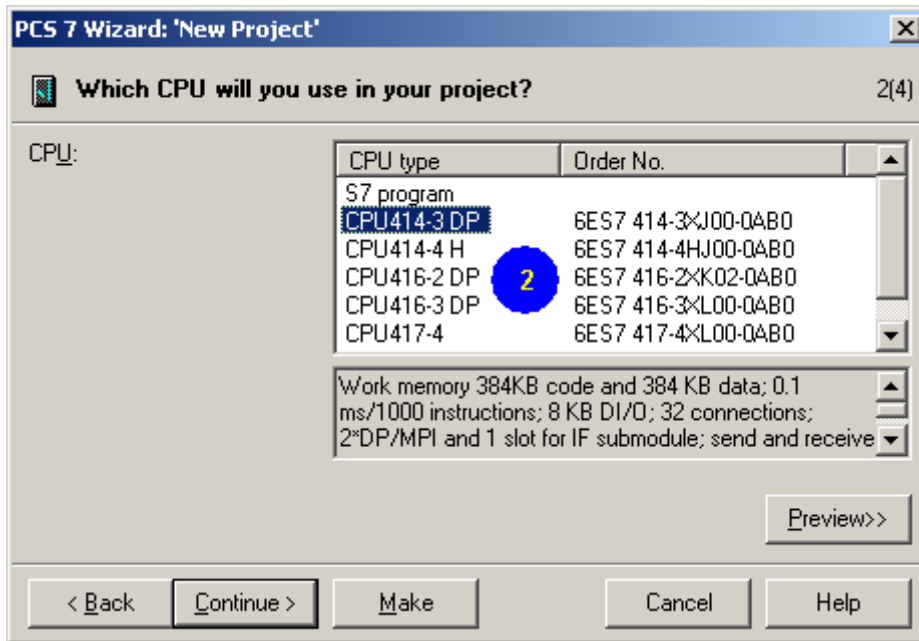 PCS 7 Wizard: 'New Project'
Which CPU will you use in your project? 2(4)
CPU:
CPU type Order No.
S7 program
CPU414-3 DP 6ES7 414-3XJ00-0AB0
CPU414-4 H 6ES7 414-4HJ00-0AB0
CPU416-2 DP 6ES7 416-2XK02-0AB0
2
CPU416-3 DP 6ES7 416-3XL00-0AB0
CPU417-4 6ES7 417-4XL00-0AB0
Work memory 384KB code and 384 KB data; 0.1
ms/1000 instructions; 8 KB DI/O; 32 connections;
2*DP/MPI and 1 slot for IF submodule; send and receive
Preview>>
< Back Continue > Make Cancel Help